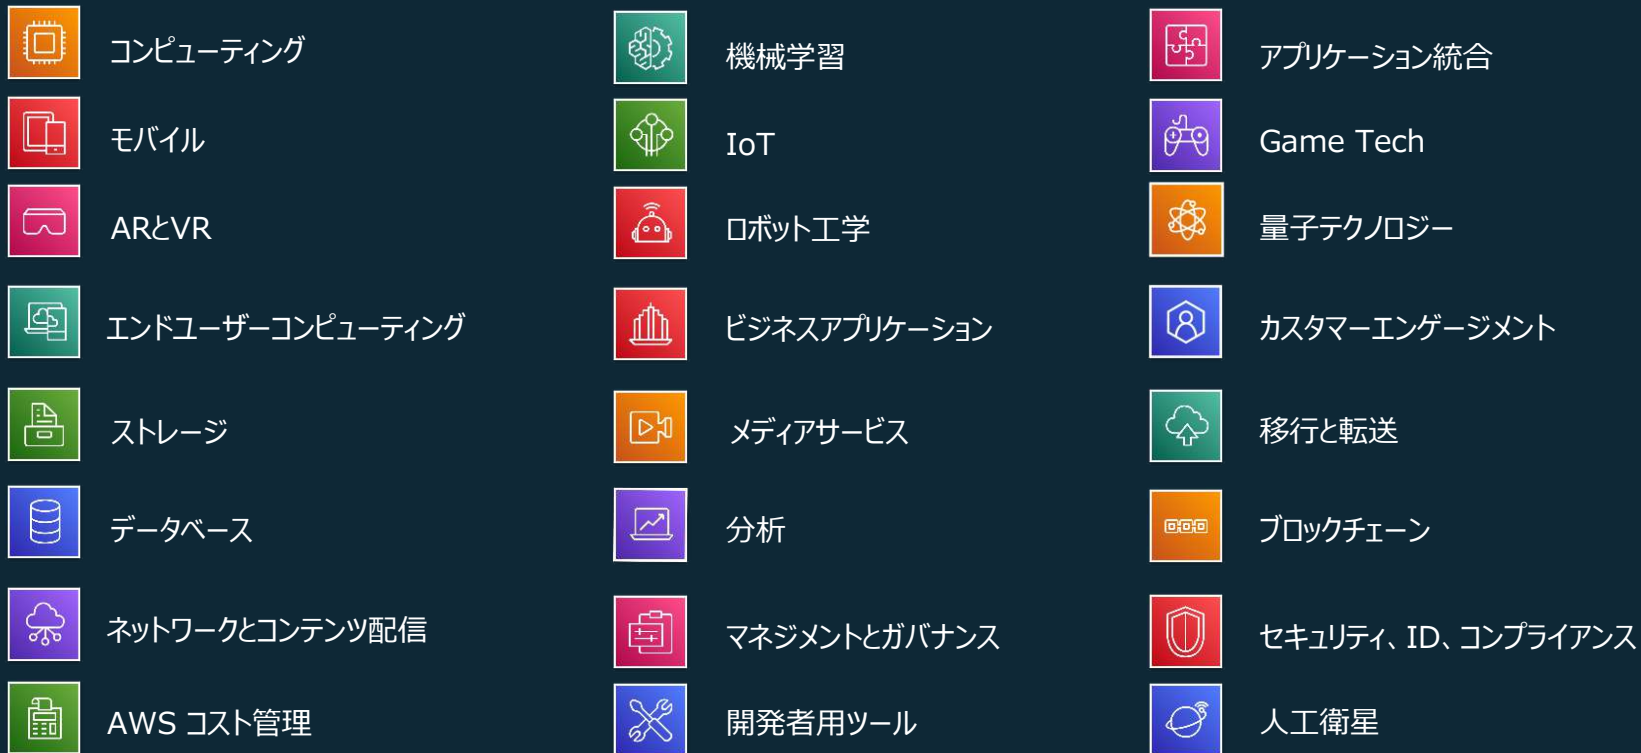 コンピューティング
機械学習
アプリケーション統合
モバイル
IoT
Game Tech
ARとVR
ロボット工学
量子テクノロジー
エンドユーザーコンピューティング
ビジネスアプリケーション
カスタマーエンゲージメント
ストレージ
メディアサービス
移行と転送
データベース
分析
ブロックチェーン
ネットワークとコンテンツ配信
マネジメントとガバナンス
セキュリティ、ID、コンプライアンス
AWS コスト管理
開発者用ツール
人工衛星